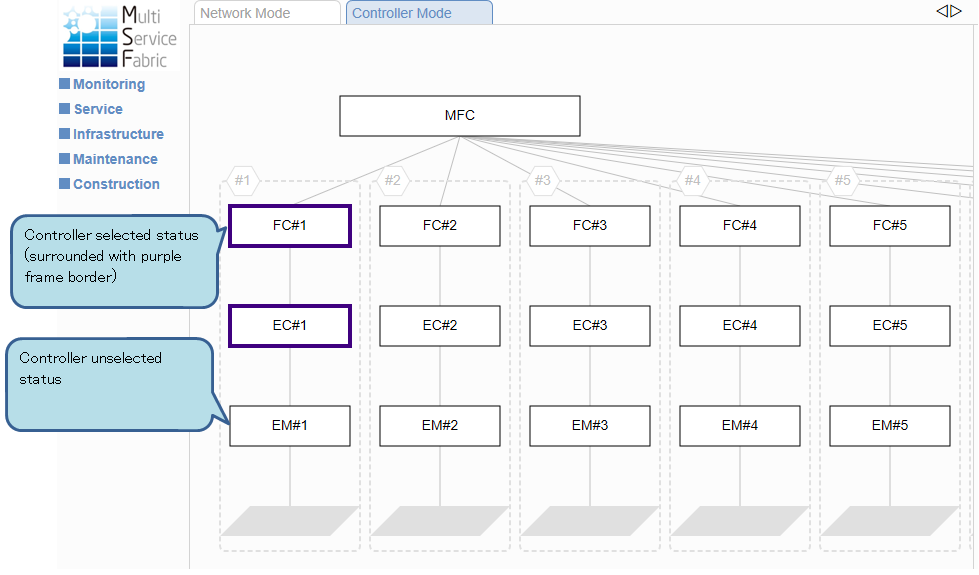 Multi
Service
Fabric
Network Mode
Controller Mode
Monitoring
Service
Infrastructure
Maintenance
Construction
MFC
#1
#2
#3
#4
#5
Controller selected status
(surrounded with purple
frame border)
FC#1
FC#2
FC#3
FC#4
FC#5
EC#1
EC#2
EC#3
EC#4
EC#5
Controller unselected
status
EM#1
EM#2
EM#3
EM#4
EM#5